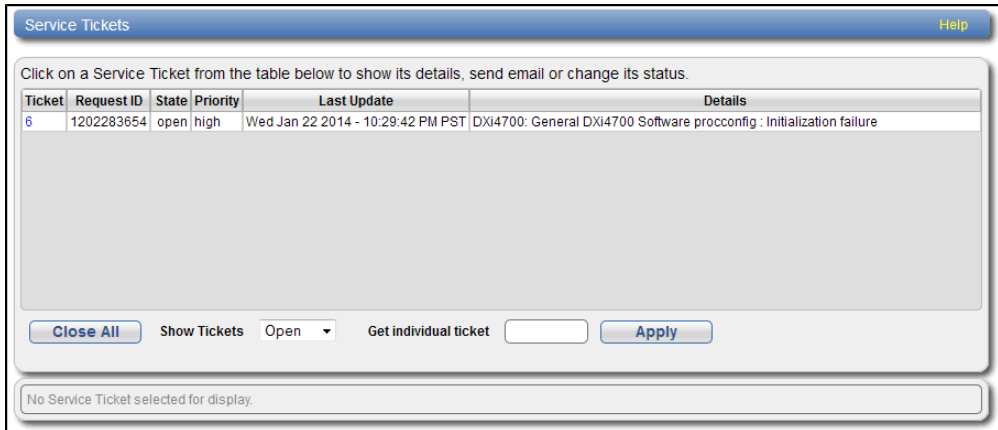 Service Tickets Help
Click on a Service Ticket from the table below to show its details, send email or change its status.
Ticket Request ID State Priority Last Update Details
6 1202283654 open high Wed Jan 22 2014 - 10:29:42 PM PST DXi4700: General DXi4700 Software procconfig : Initialization failure
Close All Show Tickets Open Get individual ticket Apply
No Service Ticket selected for display.